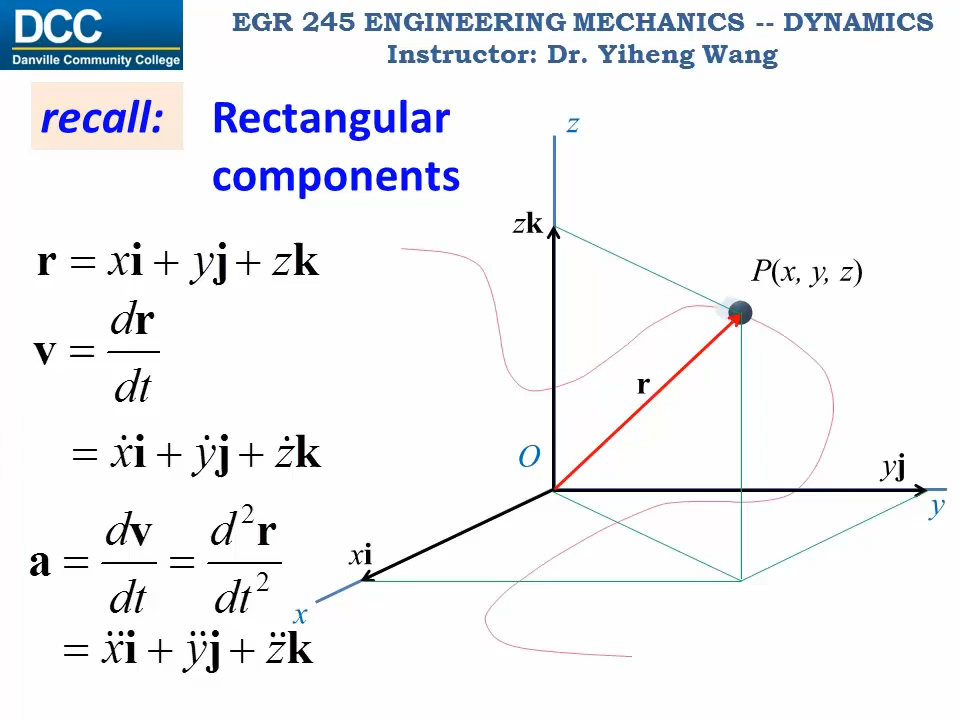 DCC
Danville Community College
EGR 245 ENGINEERING MECHANICS -- DYNAMICS
Instructor: Dr. Yiheng Wang
recall:
Rectangular
components
r = xi + yj + zk
v = dr/dt
= ẋi + ẏj + żk
a = dv/dt = d²r/dt²
= ẍi + ÿj + z̈k
z
zk
P(x, y, z)
r
O
yj
y
xi
x